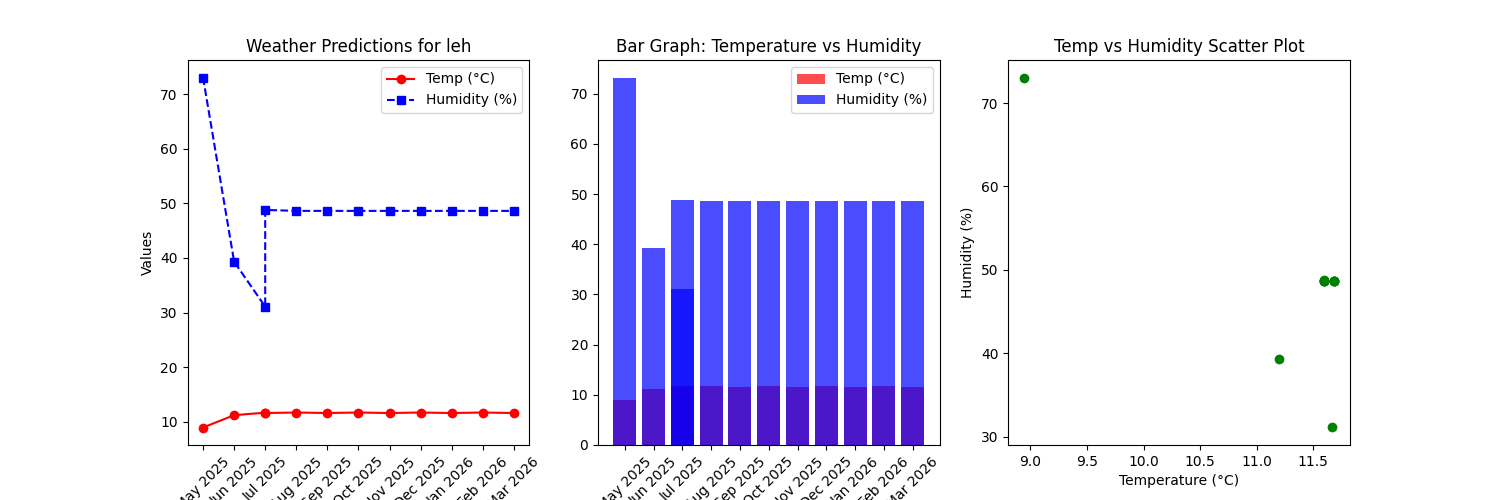 Weather Predictions for leh
Values
70
60
50
40
30
20
10
Temp (°C)
Humidity (%)
May 2025
Jun 2025
Jul 2025
Aug 2025
Sep 2025
Oct 2025
Nov 2025
Dec 2025
Jan 2026
Feb 2026
Mar 2026
Bar Graph: Temperature vs Humidity
70
60
50
40
30
20
10
0
Temp (°C)
Humidity (%)
May 2025
Jun 2025
Jul 2025
Aug 2025
Sep 2025
Oct 2025
Nov 2025
Dec 2025
Jan 2026
Feb 2026
Mar 2026
Temp vs Humidity Scatter Plot
Humidity (%)
70
60
50
40
30
9.0
9.5
10.0
10.5
11.0
11.5
Temperature (°C)